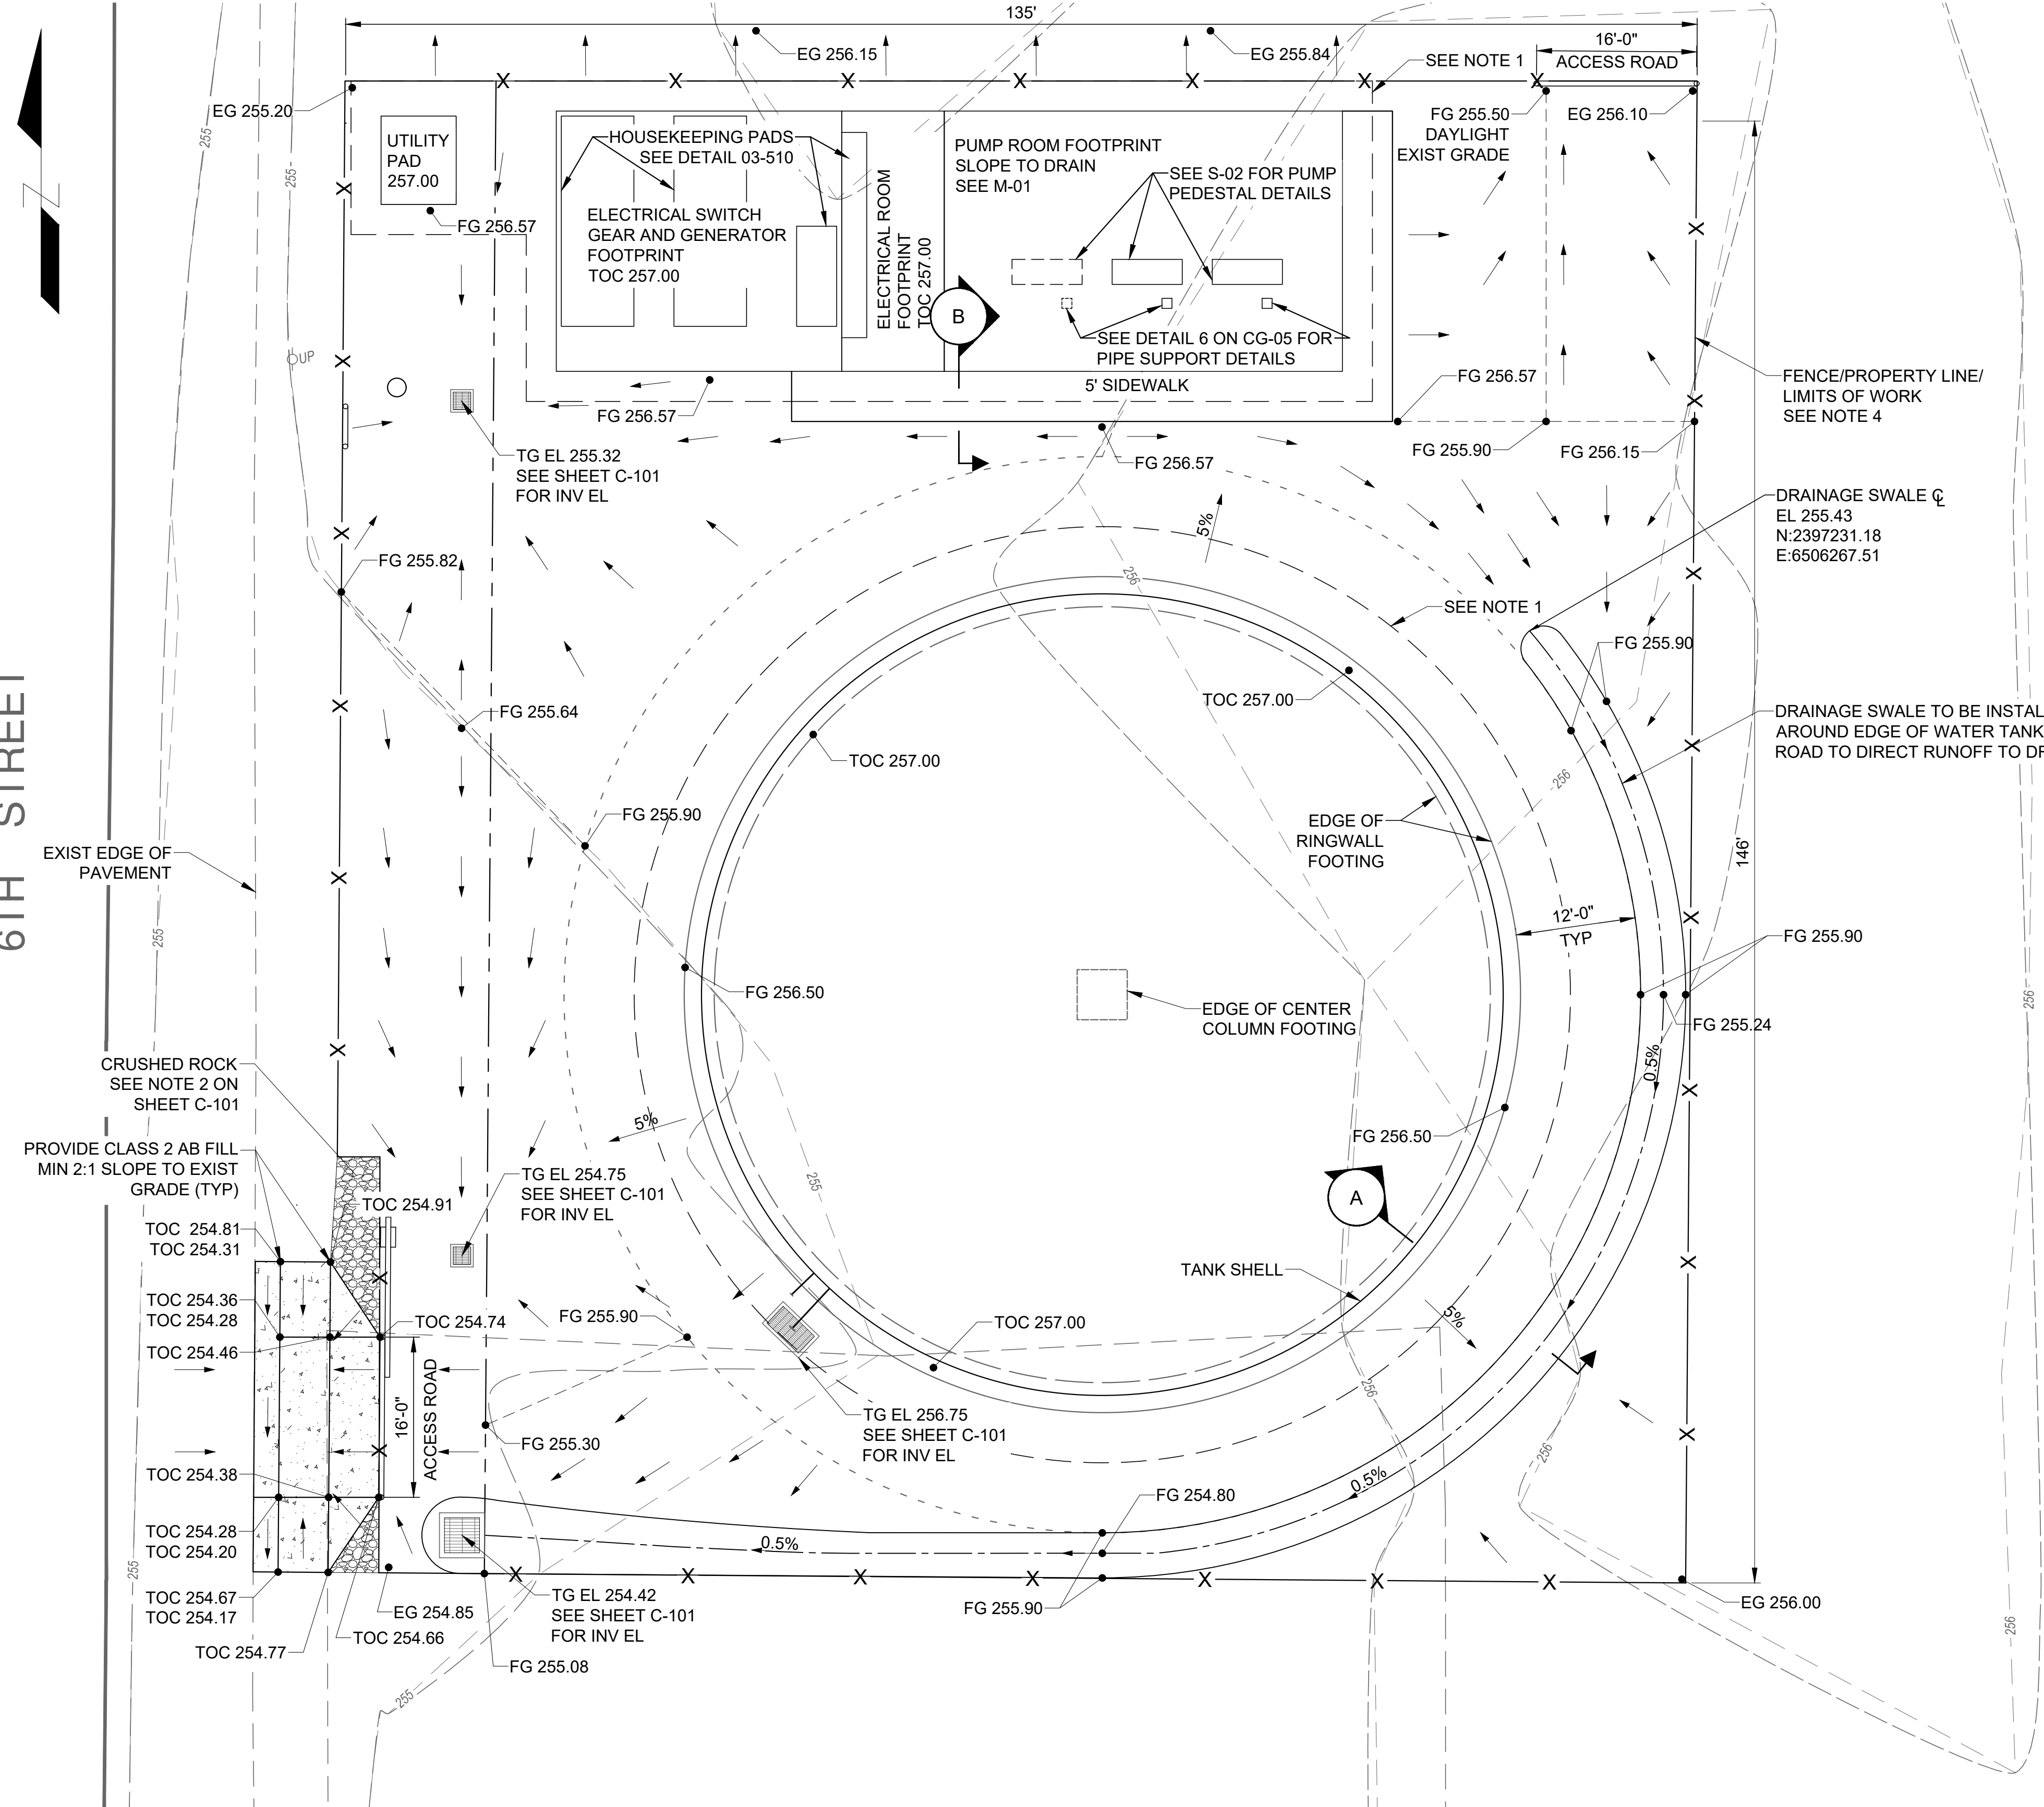 135'
EG 256.15
EG 255.84
16'-0"
ACCESS ROAD
SEE NOTE 1
EG 255.20
FG 255.50
DAYLIGHT
EXIST GRADE
EG 256.10
Z
UTILITY
PAD
257.00
FG 256.57
HOUSEKEEPING PADS
SEE DETAIL 03-510
ELECTRICAL SWITCH
GEAR AND GENERATOR
FOOTPRINT
TOC 257.00
ELECTRICAL ROOM
FOOTPRINT
TOC 257.00
PUMP ROOM FOOTPRINT
SLOPE TO DRAIN
SEE M-01
SEE S-02 FOR PUMP
PEDESTAL DETAILS
B
SEE DETAIL 6 ON CG-05 FOR
PIPE SUPPORT DETAILS
255
255
UP
5' SIDEWALK
FG 256.57
FG 256.57
FENCE/PROPERTY LINE/
LIMITS OF WORK
SEE NOTE 4
FG 256.57
FG 255.90
FG 256.15
TG EL 255.32
SEE SHEET C-101
FOR INV EL
DRAINAGE SWALE ℄
EL 255.43
N:2397231.18
E:6506267.51
5%
FG 255.82
256
SEE NOTE 1
FG 255.90
6TH STREET
FG 255.64
TOC 257.00
TOC 257.00
DRAINAGE SWALE TO BE INSTAL
AROUND EDGE OF WATER TANK
ROAD TO DIRECT RUNOFF TO DR
256
FG 255.90
EDGE OF
RINGWALL
FOOTING
146'
EXIST EDGE OF
PAVEMENT
255
12'-0"
TYP
FG 255.90
FG 256.50
EDGE OF CENTER
COLUMN FOOTING
FG 255.24
256
0.5%
CRUSHED ROCK
SEE NOTE 2 ON
SHEET C-101
5%
FG 256.50
PROVIDE CLASS 2 AB FILL
MIN 2:1 SLOPE TO EXIST
GRADE (TYP)
TG EL 254.75
SEE SHEET C-101
FOR INV EL
255
A
TOC 254.91
TOC 254.81
TOC 254.31
TANK SHELL
TOC 254.36
TOC 254.28
TOC 254.46
TOC 254.74
FG 255.90
TOC 257.00
5%
16'-0"
ACCESS ROAD
256
TG EL 256.75
SEE SHEET C-101
FOR INV EL
FG 255.30
256
TOC 254.38
0.5%
FG 254.80
TOC 254.28
TOC 254.20
0.5%
255
TOC 254.67
TOC 254.17
EG 254.85
TOC 254.66
TOC 254.77
TG EL 254.42
SEE SHEET C-101
FOR INV EL
FG 255.08
FG 255.90
EG 256.00
256
255